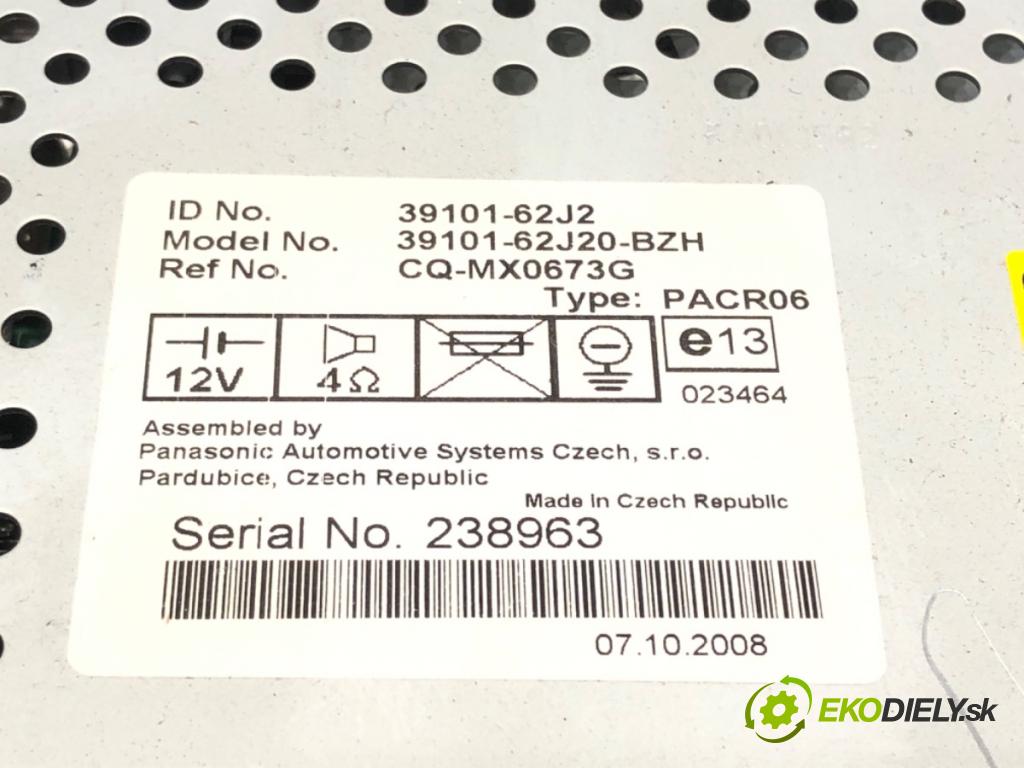 ID No. 39101-62J2
Model No. 39101-62J20-BZH
Ref No. CQ-MX0673G
Type: PACR06
12V 4Ω e13
023464
Assembled by
Panasonic Automotive Systems Czech, s.r.o.
Pardubice, Czech Republic
Made in Czech Republic
Serial No. 238963
07.10.2008
EKODIELY.sk